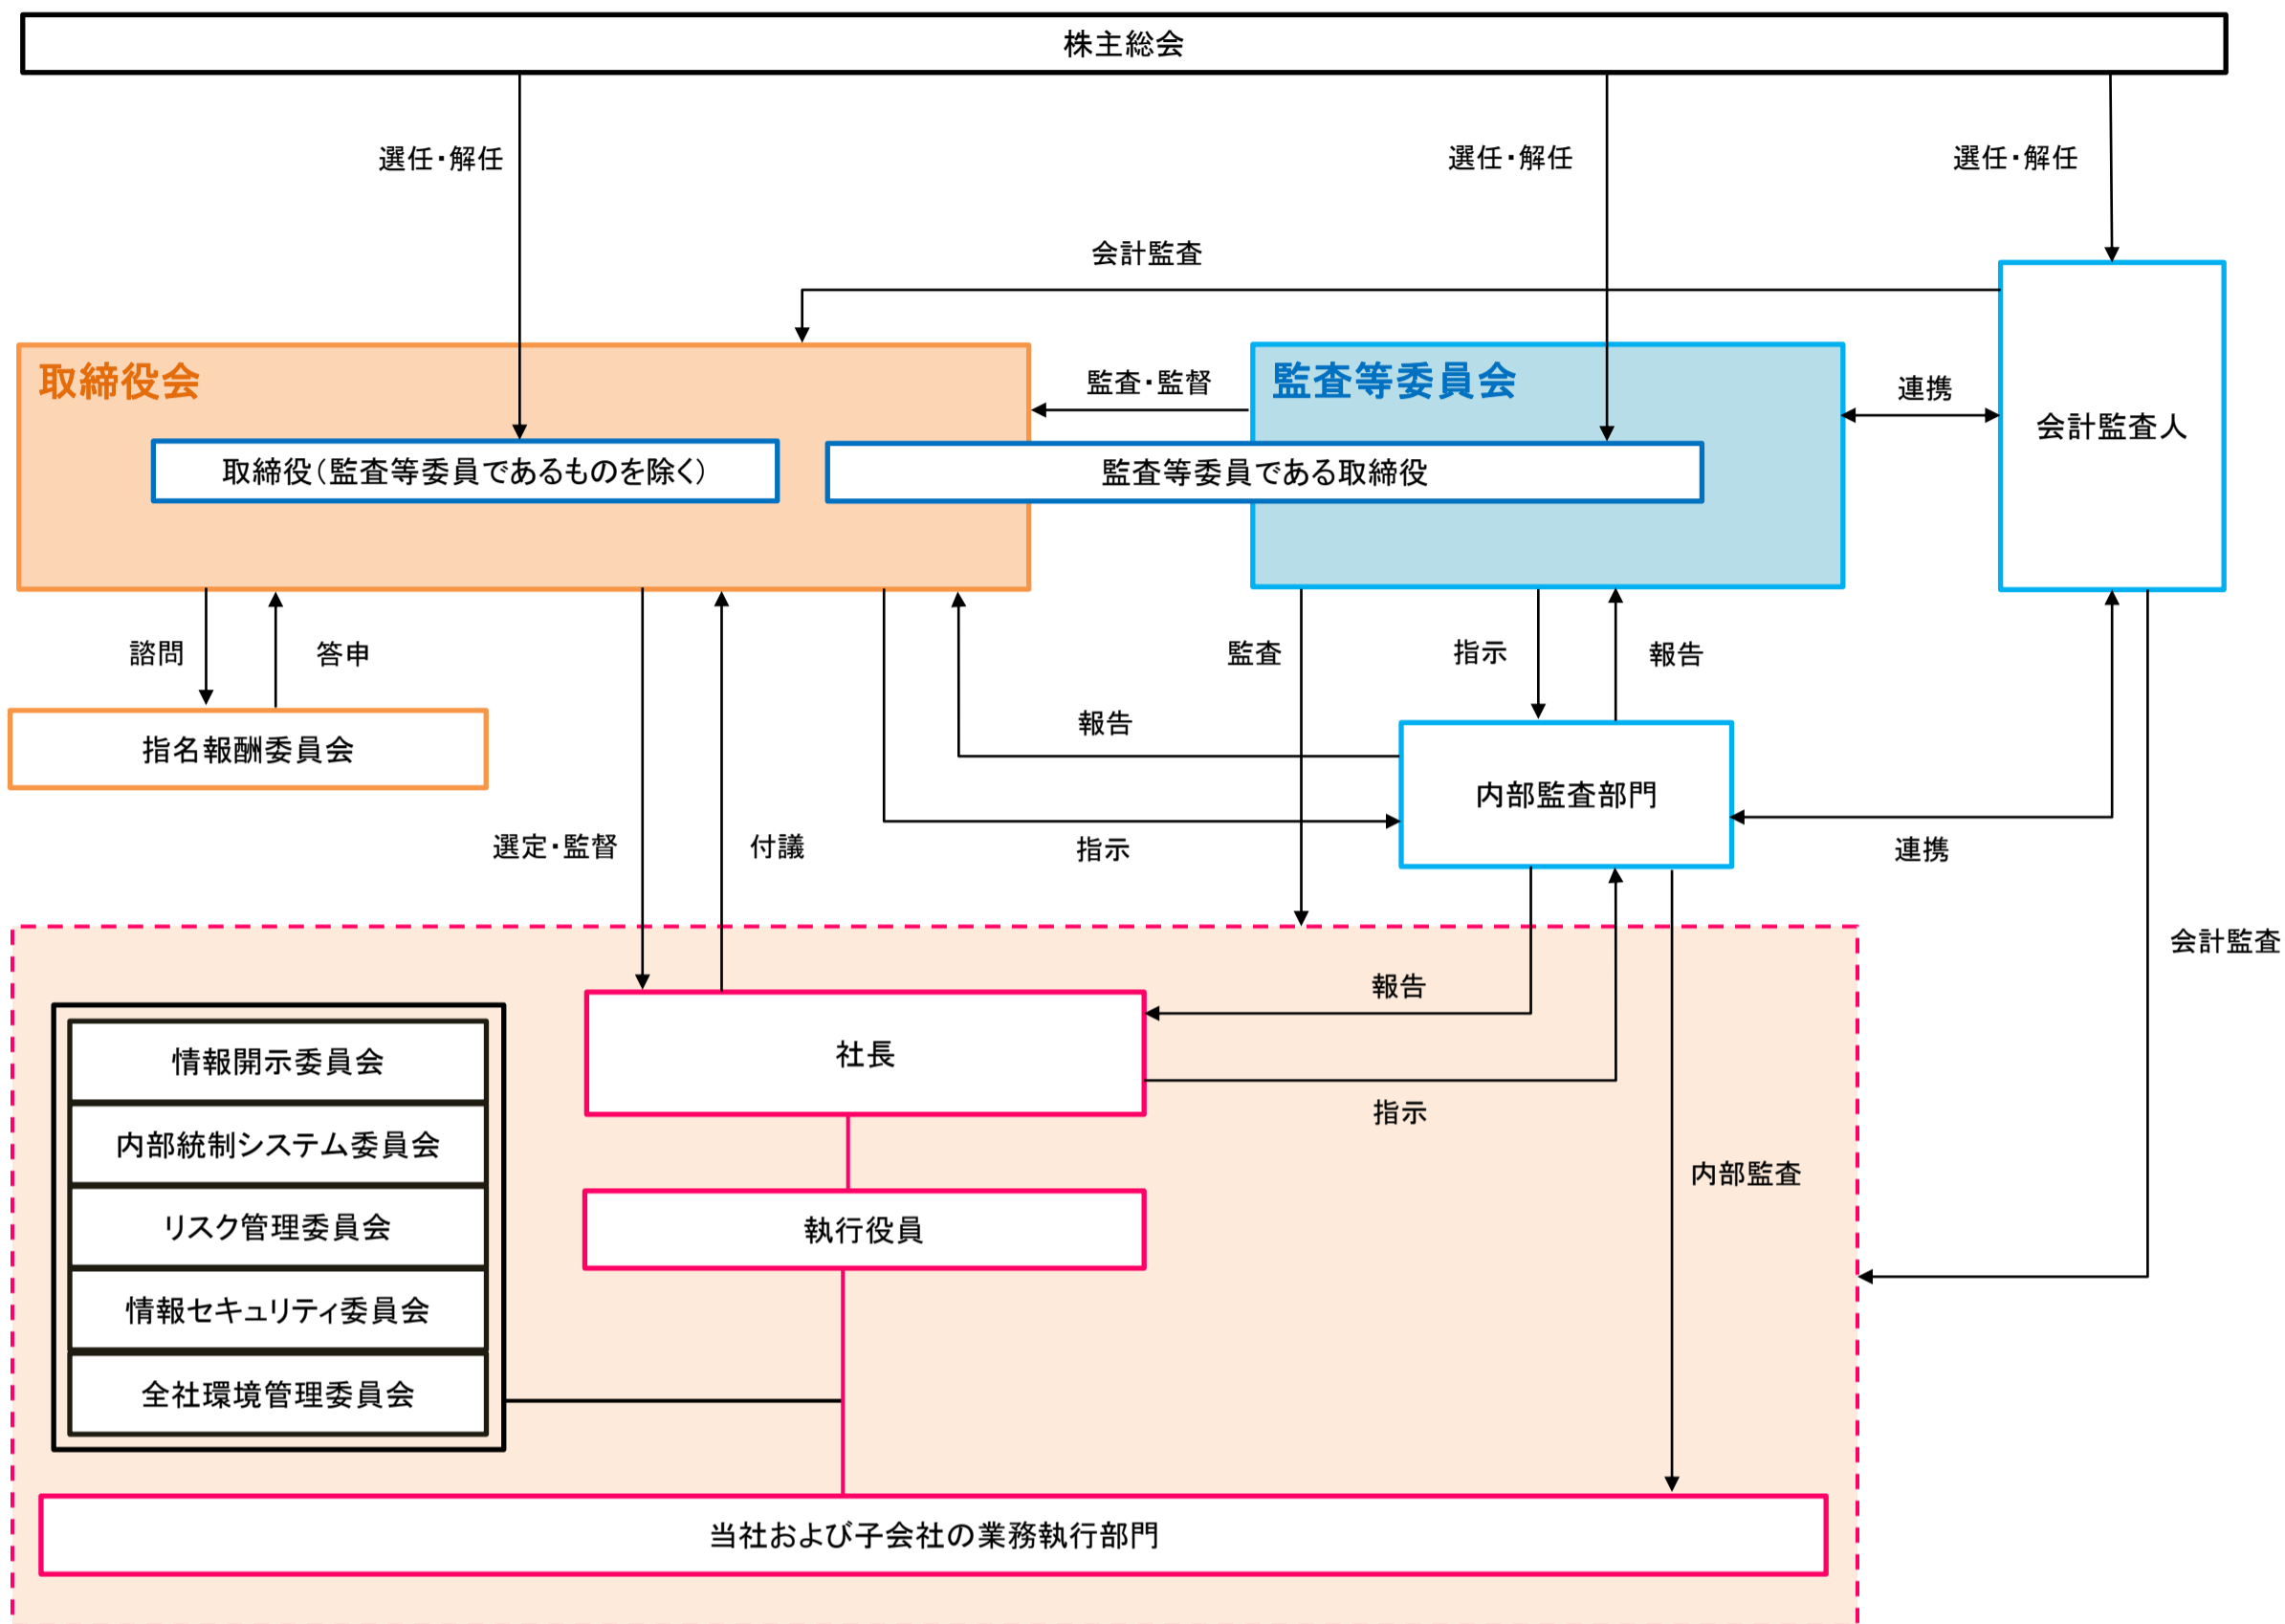 株主総会
選任・解任
選任・解任
選任・解任
会計監査
取締役会
監査・監督
監査等委員会
連携
会計監査人
取締役（監査等委員であるものを除く）
監査等委員である取締役
諮問
答申
監査
指示
報告
指名報酬委員会
報告
内部監査部門
選定・監督
付議
指示
連携
会計監査
報告
社長
情報開示委員会
指示
内部統制システム委員会
内部監査
リスク管理委員会
執行役員
情報セキュリティ委員会
全社環境管理委員会
当社および子会社の業務執行部門